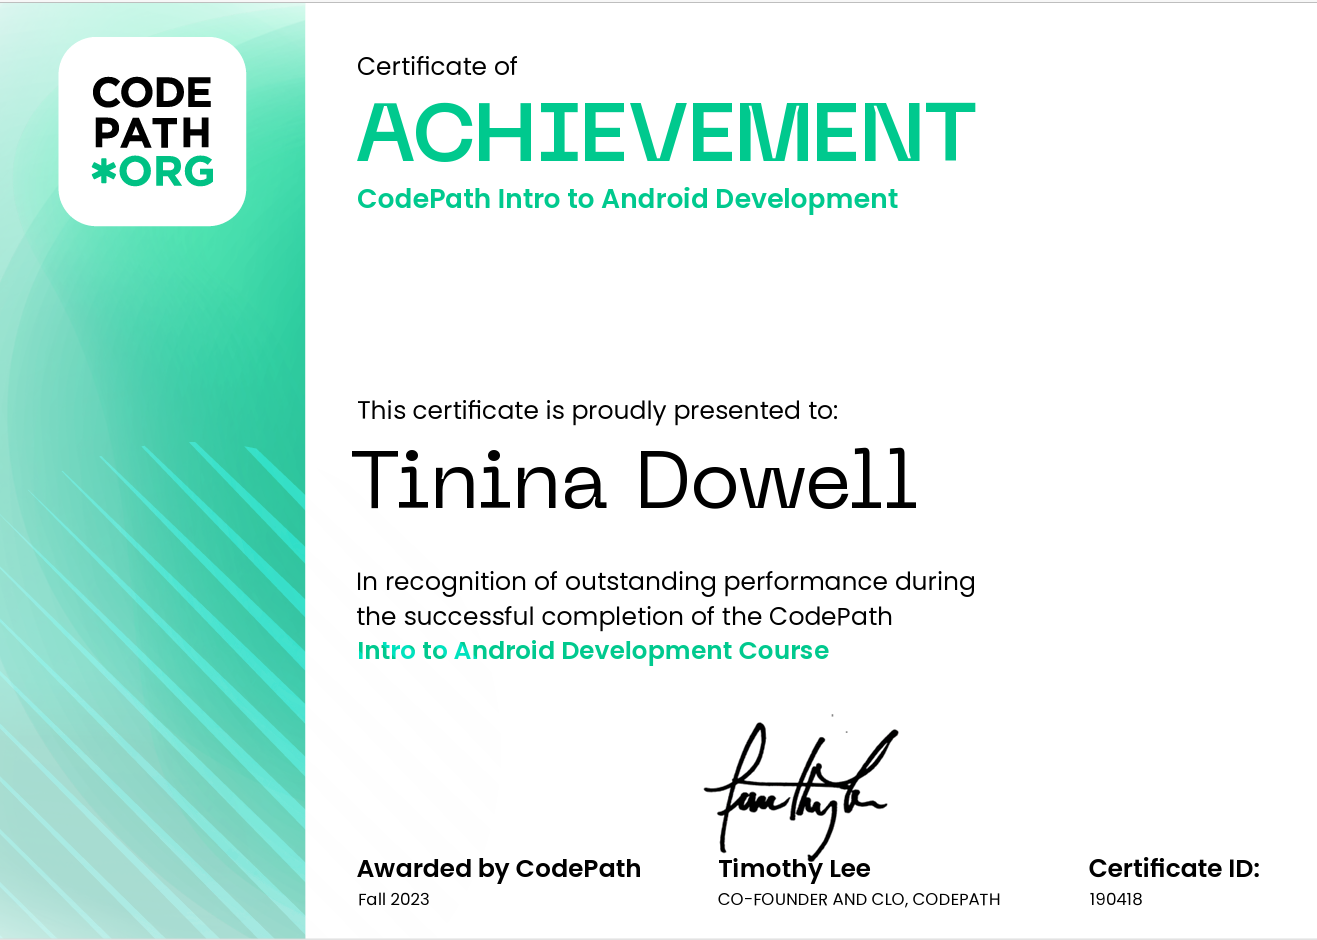 CODE
PATH
*ORG
Certificate of
ACHIEVEMENT
CodePath Intro to Android Development
This certificate is proudly presented to:
Tinina Dowell
In recognition of outstanding performance during
the successful completion of the CodePath
Intro to Android Development Course
Awarded by CodePath
Fall 2023
Timothy Lee
CO-FOUNDER AND CLO, CODEPATH
Certificate ID:
190418